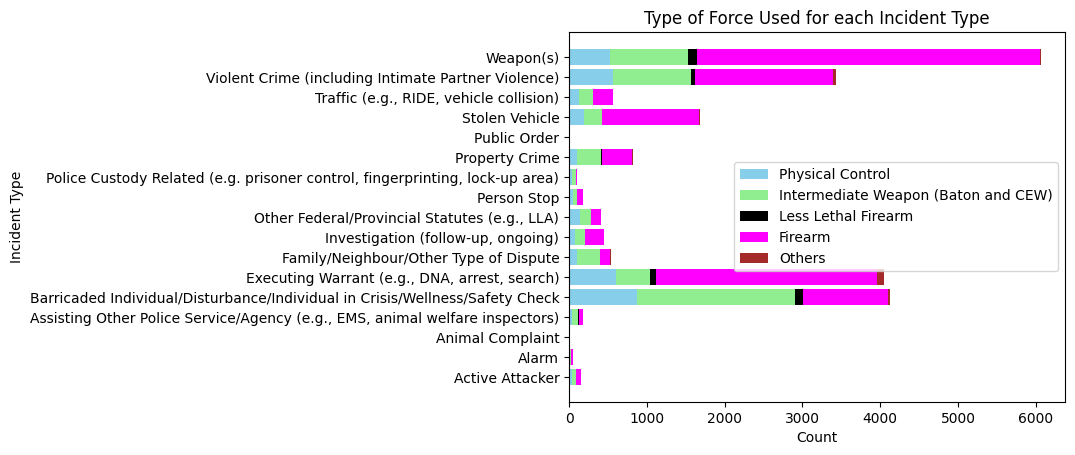 Type of Force Used for each Incident Type
Incident Type
Weapon(s)
Violent Crime (including Intimate Partner Violence)
Traffic (e.g., RIDE, vehicle collision)
Stolen Vehicle
Public Order
Property Crime
Police Custody Related (e.g. prisoner control, fingerprinting, lock-up area)
Person Stop
Other Federal/Provincial Statutes (e.g., LLA)
Investigation (follow-up, ongoing)
Family/Neighbour/Other Type of Dispute
Executing Warrant (e.g., DNA, arrest, search)
Barricaded Individual/Disturbance/Individual in Crisis/Wellness/Safety Check
Assisting Other Police Service/Agency (e.g., EMS, animal welfare inspectors)
Animal Complaint
Alarm
Active Attacker
Physical Control
Intermediate Weapon (Baton and CEW)
Less Lethal Firearm
Firearm
Others
0 1000 2000 3000 4000 5000 6000
Count